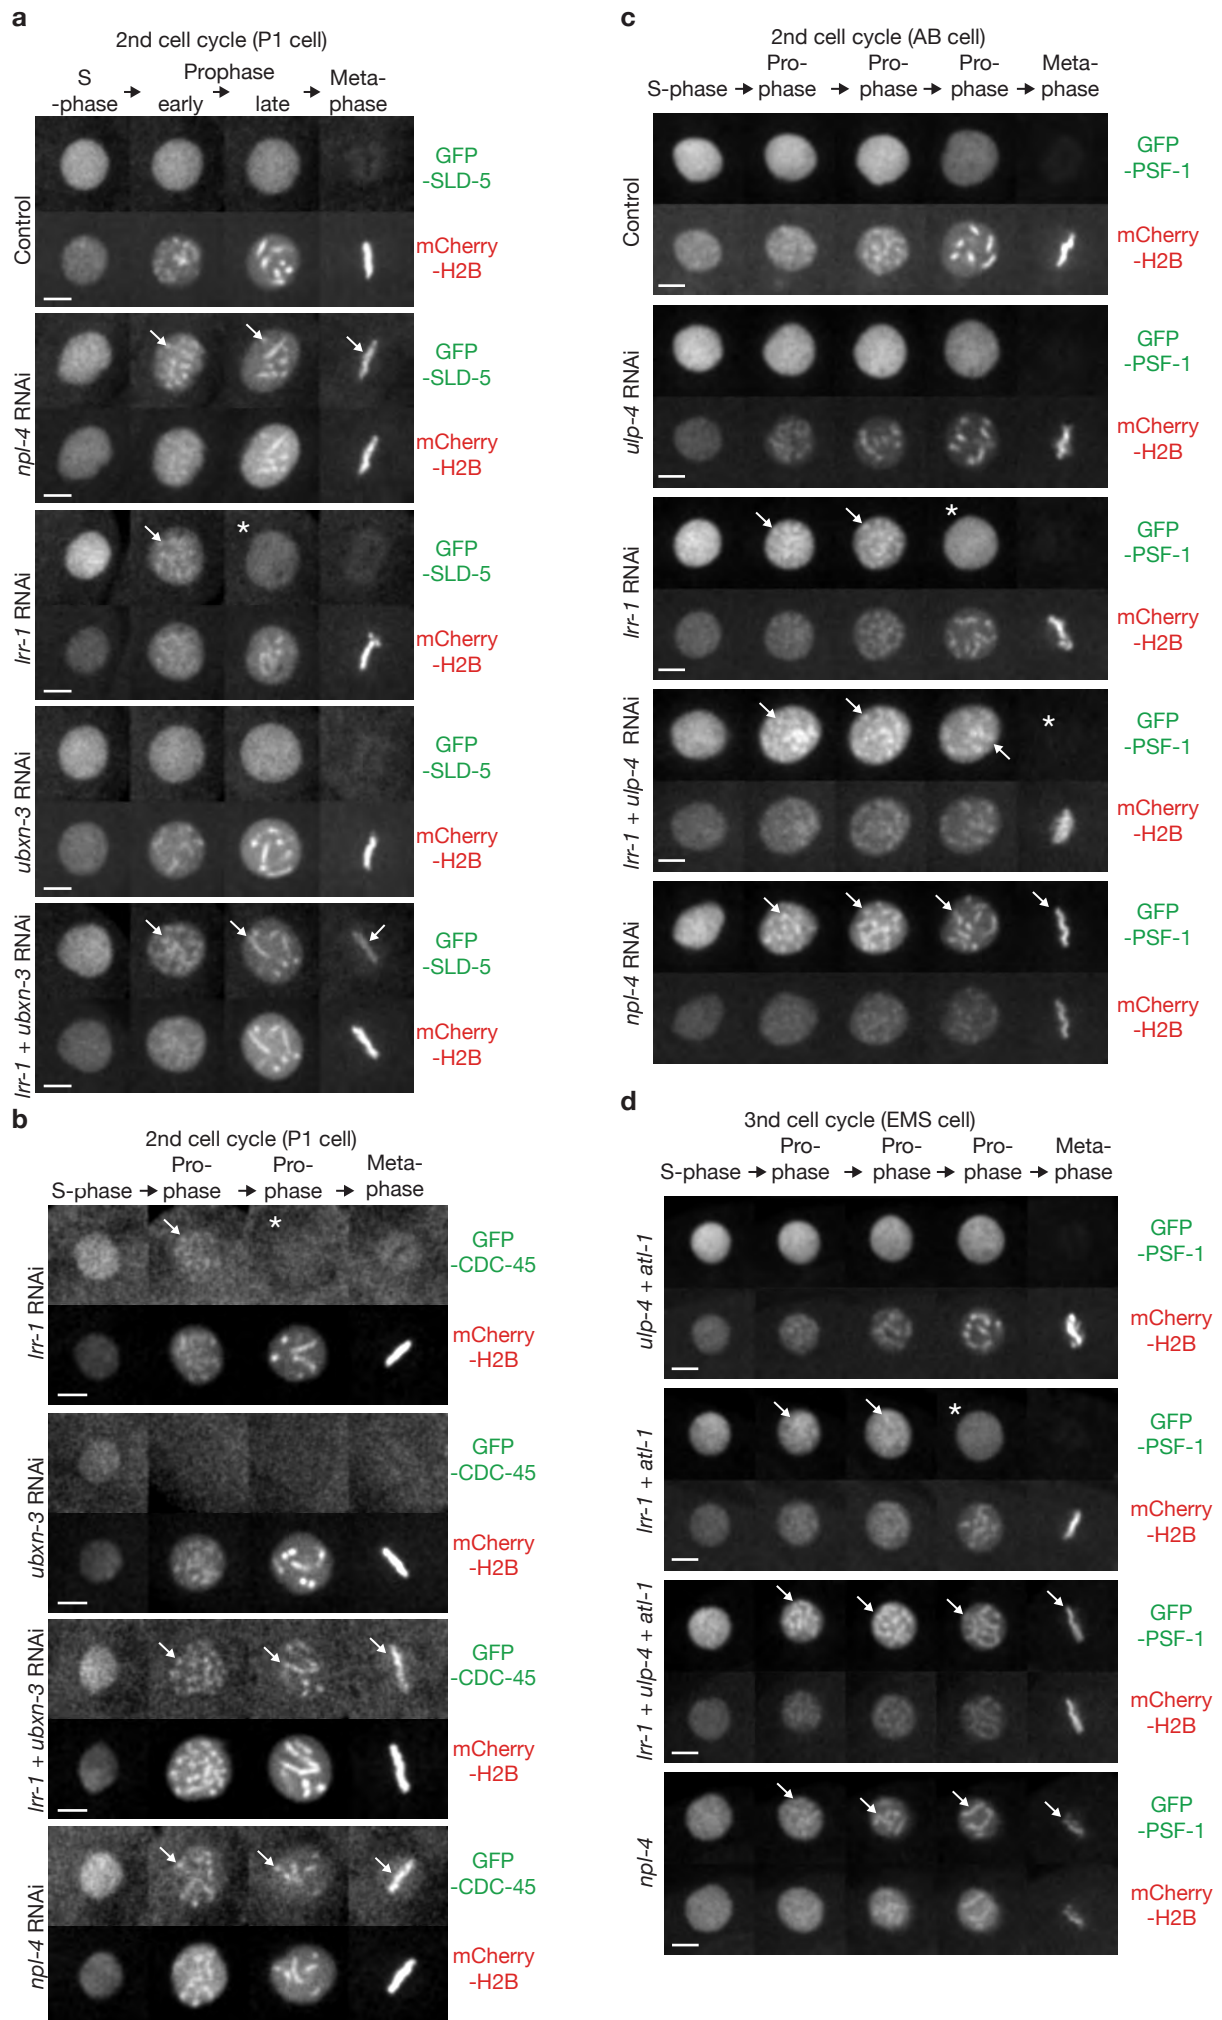 a
2nd cell cycle (P1 cell)
S
-phase
Prophase
early
late
Meta-
phase
Control
GFP
-SLD-5
mCherry
-H2B
npl-4 RNAi
GFP
-SLD-5
mCherry
-H2B
lrr-1 RNAi
*
GFP
-SLD-5
mCherry
-H2B
ubxn-3 RNAi
GFP
-SLD-5
mCherry
-H2B
lrr-1 + ubxn-3 RNAi
GFP
-SLD-5
mCherry
-H2B
b
2nd cell cycle (P1 cell)
S-phase
Pro-
phase
Pro-
phase
Meta-
phase
lrr-1 RNAi
*
GFP
-CDC-45
mCherry
-H2B
ubxn-3 RNAi
GFP
-CDC-45
mCherry
-H2B
lrr-1 + ubxn-3 RNAi
GFP
-CDC-45
mCherry
-H2B
npl-4 RNAi
GFP
-CDC-45
mCherry
-H2B
c
2nd cell cycle (AB cell)
S-phase
Pro-
phase
Pro-
phase
Pro-
phase
Meta-
phase
Control
GFP
-PSF-1
mCherry
-H2B
ulp-4 RNAi
GFP
-PSF-1
mCherry
-H2B
lrr-1 RNAi
*
GFP
-PSF-1
mCherry
-H2B
lrr-1 + ulp-4 RNAi
*
GFP
-PSF-1
mCherry
-H2B
npl-4 RNAi
GFP
-PSF-1
mCherry
-H2B
d
3nd cell cycle (EMS cell)
S-phase
Pro-
phase
Pro-
phase
Pro-
phase
Meta-
phase
ulp-4 + atl-1
GFP
-PSF-1
mCherry
-H2B
lrr-1 + atl-1
*
GFP
-PSF-1
mCherry
-H2B
lrr-1 + ulp-4 + atl-1
GFP
-PSF-1
mCherry
-H2B
npl-4
GFP
-PSF-1
mCherry
-H2B